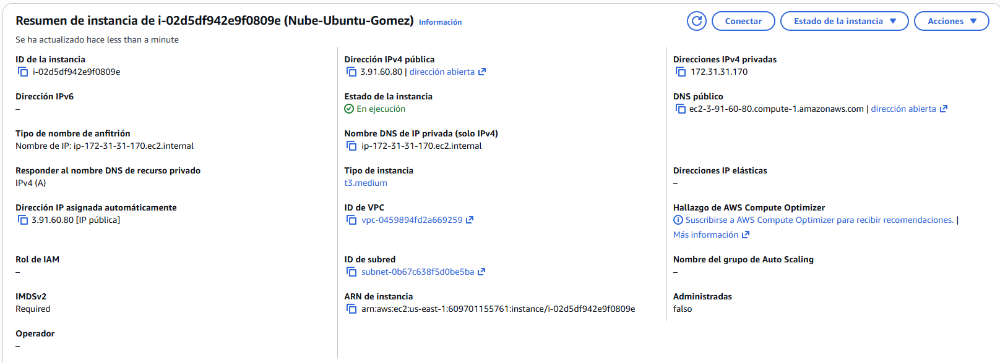 Resumen de instancia de i-02d5df942e9f0809e (Nube-Ubuntu-Gomez) Información
Conectar
Estado de la instancia
Acciones
Se ha actualizado hace less than a minute
ID de la instancia
i-02d5df942e9f0809e
Dirección IPv4 pública
3.91.60.80 | dirección abierta
Direcciones IPv4 privadas
172.31.31.170
Dirección IPv6
–
Estado de la instancia
En ejecución
DNS público
ec2-3-91-60-80.compute-1.amazonaws.com | dirección abierta
Tipo de nombre de anfitrión
Nombre de IP: ip-172-31-31-170.ec2.internal
Nombre DNS de IP privada (solo IPv4)
ip-172-31-31-170.ec2.internal
Responder al nombre DNS de recurso privado
IPv4 (A)
Tipo de instancia
t3.medium
Direcciones IP elásticas
–
Dirección IP asignada automáticamente
3.91.60.80 [IP pública]
ID de VPC
vpc-0459894fd2a669259
Hallazgo de AWS Compute Optimizer
Suscribirse a AWS Compute Optimizer para recibir recomendaciones. |
Más información
Rol de IAM
–
ID de subred
subnet-0b67c638f5d0be5ba
Nombre del grupo de Auto Scaling
–
IMDSv2
Required
ARN de instancia
arn:aws:ec2:us-east-1:609701155761:instance/i-02d5df942e9f0809e
Administradas
falso
Operador
–